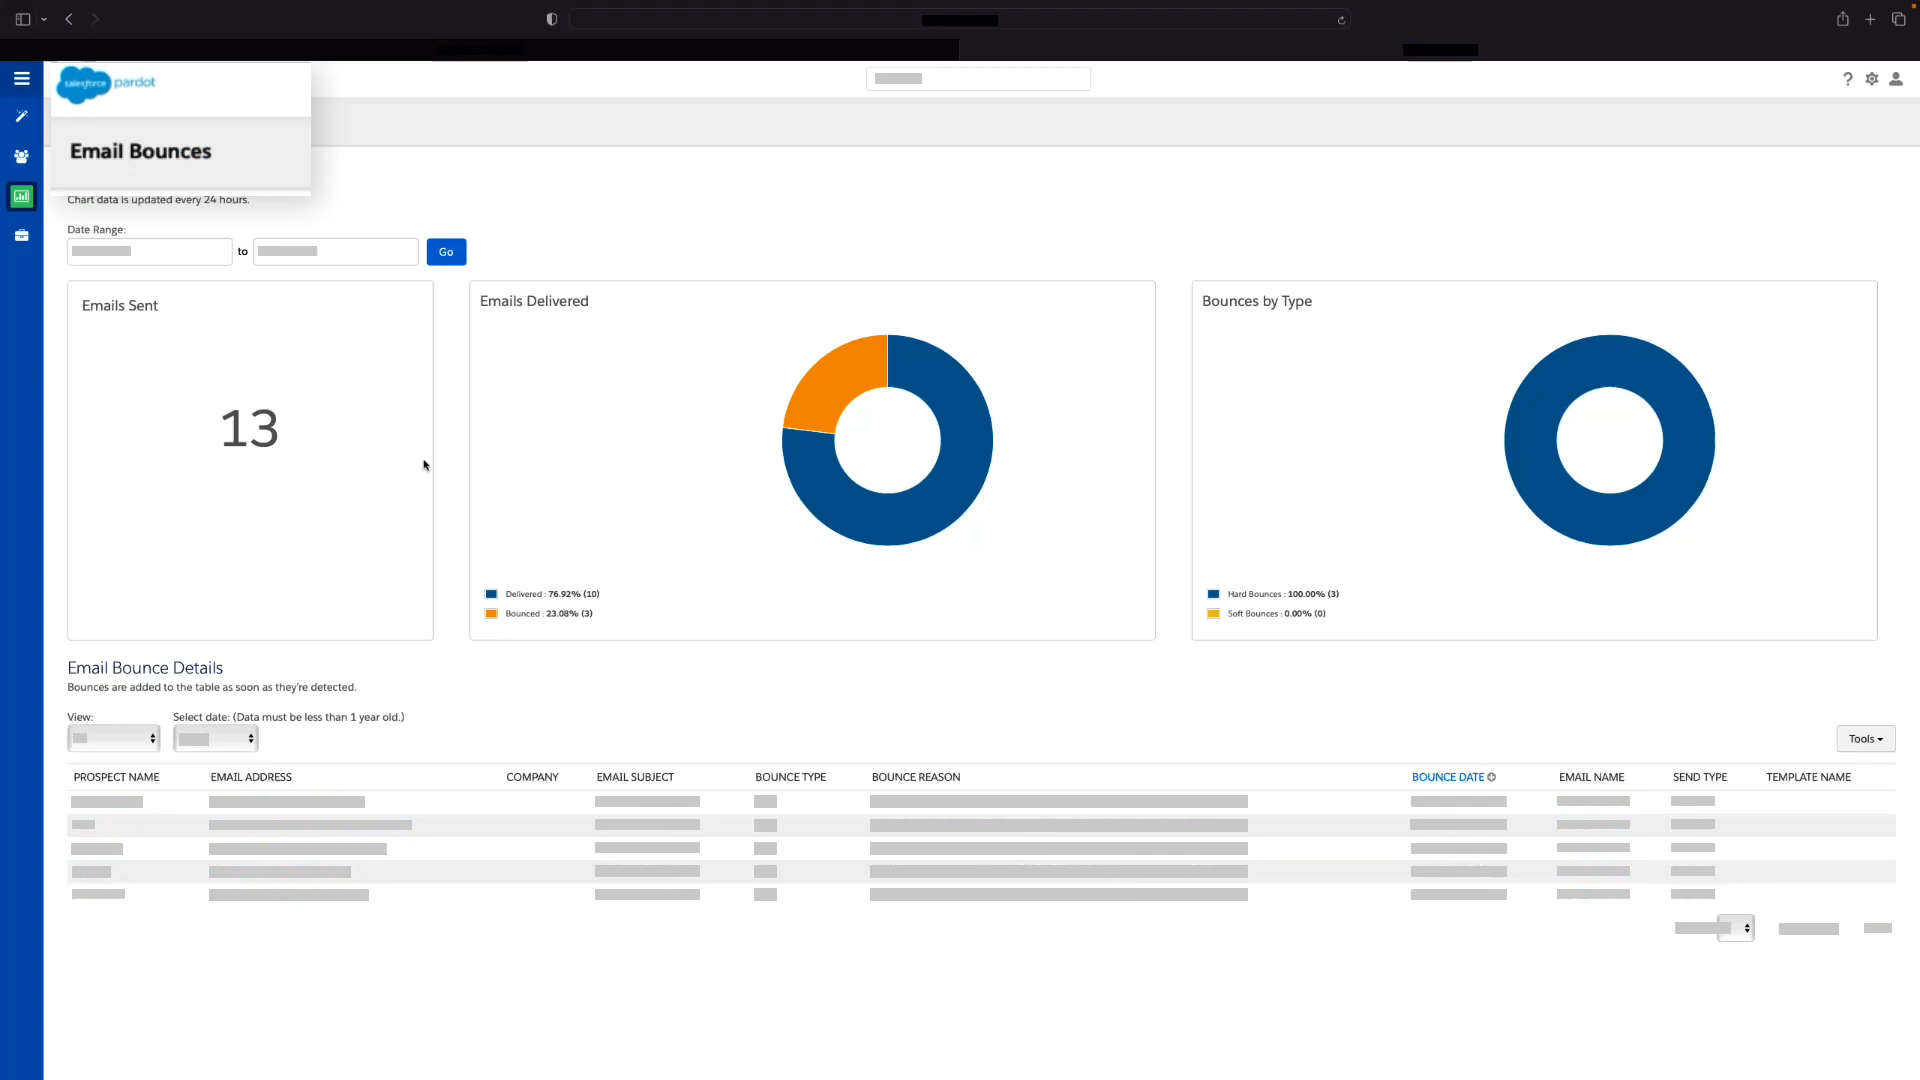 salesforce pardot
Email Bounces
Chart data is updated every 24 hours.
Date Range:
to
Go
Emails Sent
13
Emails Delivered
Delivered : 76.92% (10)
Bounced : 23.08% (3)
Bounces by Type
Hard Bounces : 100.00% (3)
Soft Bounces : 0.00% (0)
Email Bounce Details
Bounces are added to the table as soon as they're detected.
View:
Select date: (Data must be less than 1 year old.)
Tools
PROSPECT NAME EMAIL ADDRESS COMPANY EMAIL SUBJECT BOUNCE TYPE BOUNCE REASON BOUNCE DATE EMAIL NAME SEND TYPE TEMPLATE NAME